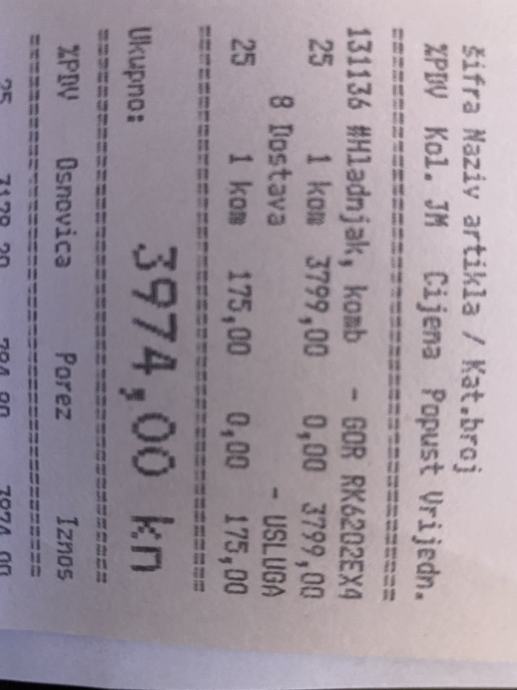 Šifra Naziv artikla / Kat.broj
%PDV Kol. JM Cijena Popust Vrijedn.
131136 #Hladnjak, komb - GOR RK6202EX4
25 1 kom 3799,00 0,00 3799,00
8 Dostava - USLUGA
25 1 kom 175,00 0,00 175,00
Ukupno: 3974,00 kn
%PDV Osnovica Porez Iznos